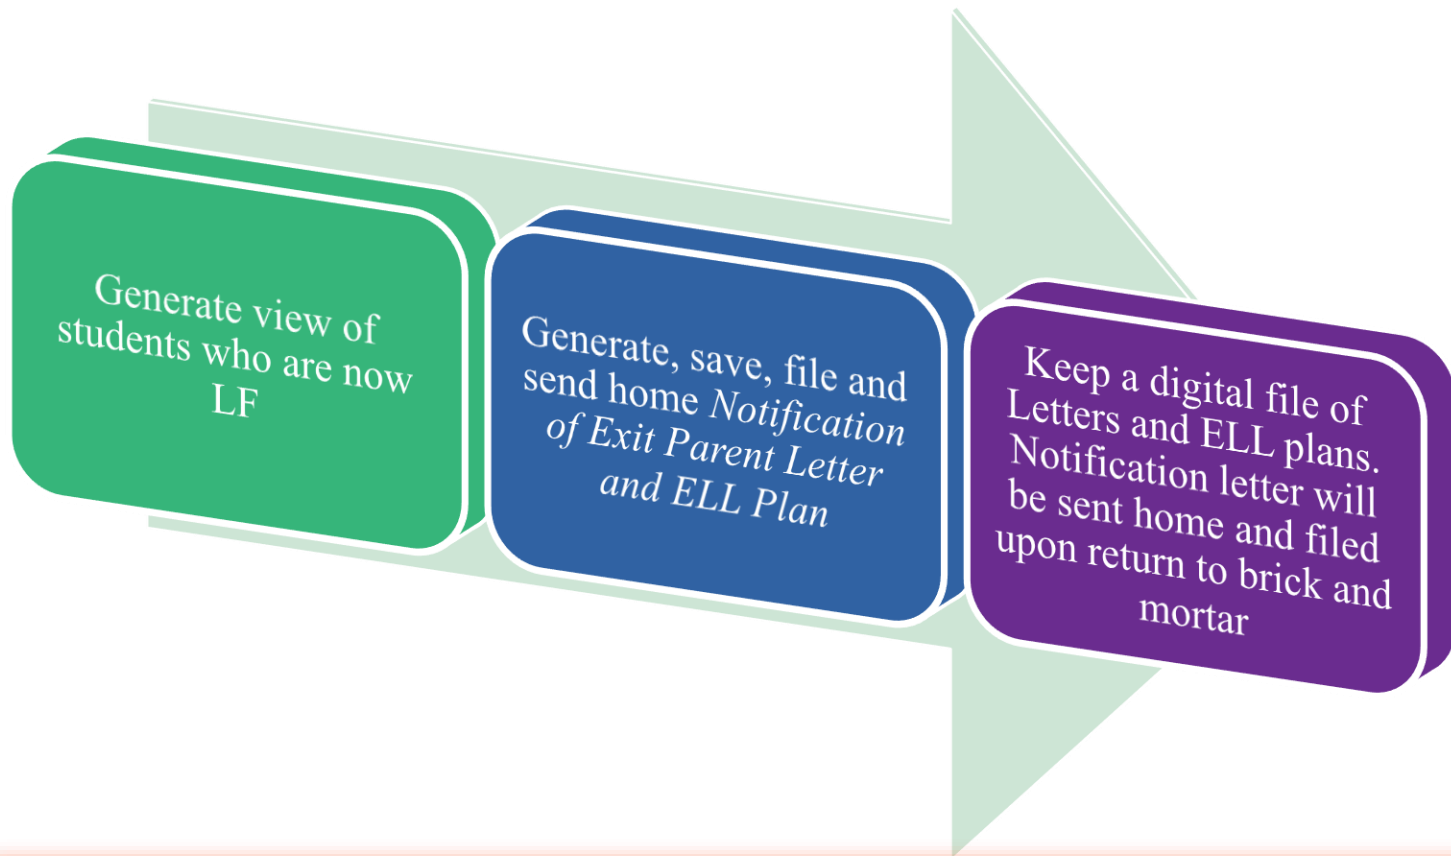 Generate view of
students who are now
LF
Generate, save, file and
send home Notification
of Exit Parent Letter
and ELL Plan
Keep a digital file of
Letters and ELL plans.
Notification letter will
be sent home and filed
upon return to brick and
mortar